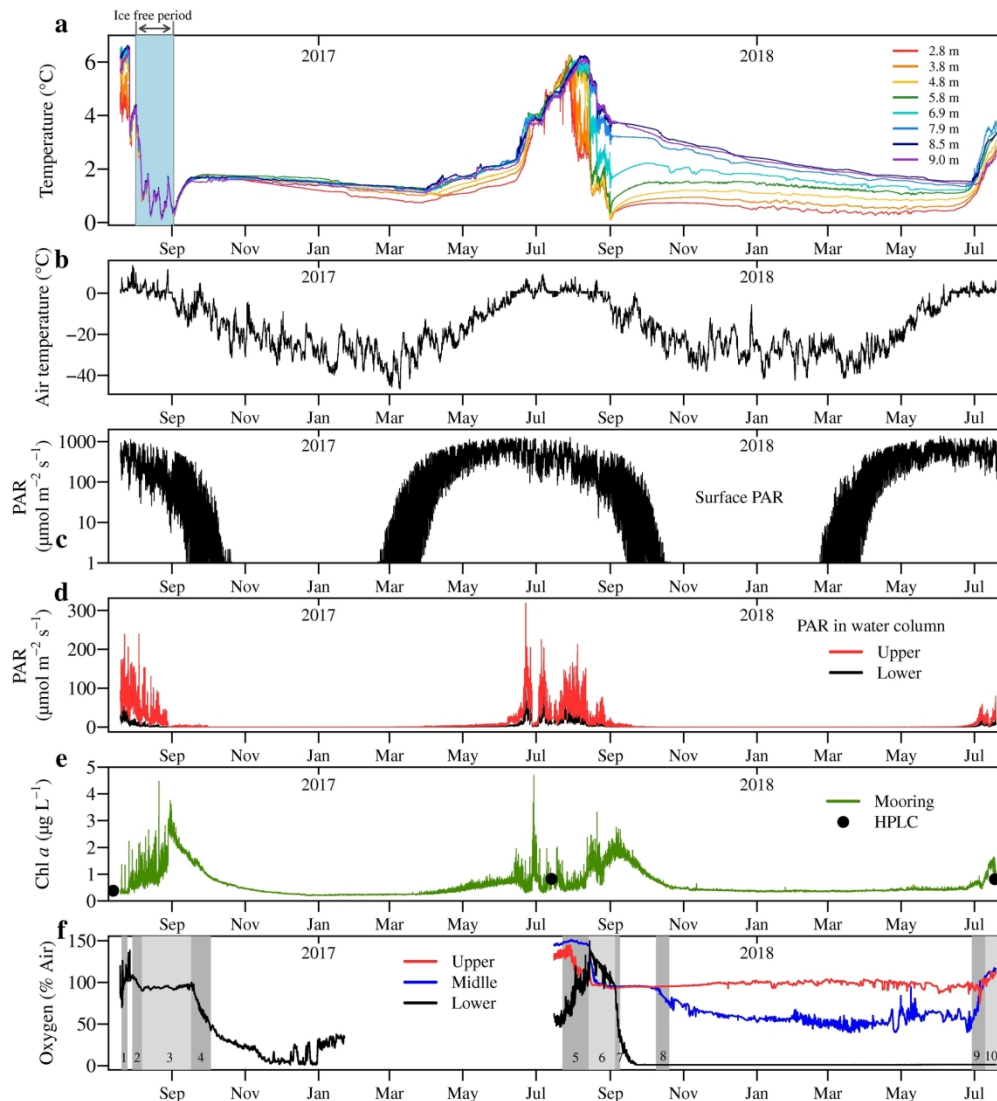 Ice free period
a
2017 2018
6
4
2
0
Temperature (°C)
2.8 m
3.8 m
4.8 m
5.8 m
6.9 m
7.9 m
8.5 m
9.0 m
Sep Nov Jan Mar May Jul Sep Nov Jan Mar May Jul
b
2017 2018
0
−20
−40
Air temperature (°C)
Sep Nov Jan Mar May Jul Sep Nov Jan Mar May Jul
2017 2018
1000
100
10
1
PAR
(µmol m−2 s−1)
Surface PAR
c
Sep Nov Jan Mar May Jul Sep Nov Jan Mar May Jul
d
2017 2018
300
200
100
0
PAR
(µmol m−2 s−1)
PAR in water column
Upper
Lower
Sep Nov Jan Mar May Jul Sep Nov Jan Mar May Jul
e
2017 2018
5
4
3
2
1
0
Chl a (µg L−1)
Mooring
HPLC
Sep Nov Jan Mar May Jul Sep Nov Jan Mar May Jul
f
2017 2018
150
100
50
0
Oxygen (% Air)
Upper
Midlle
Lower
1 2 3 4 5 6 7 8 9 10
Sep Nov Jan Mar May Jul Sep Nov Jan Mar May Jul